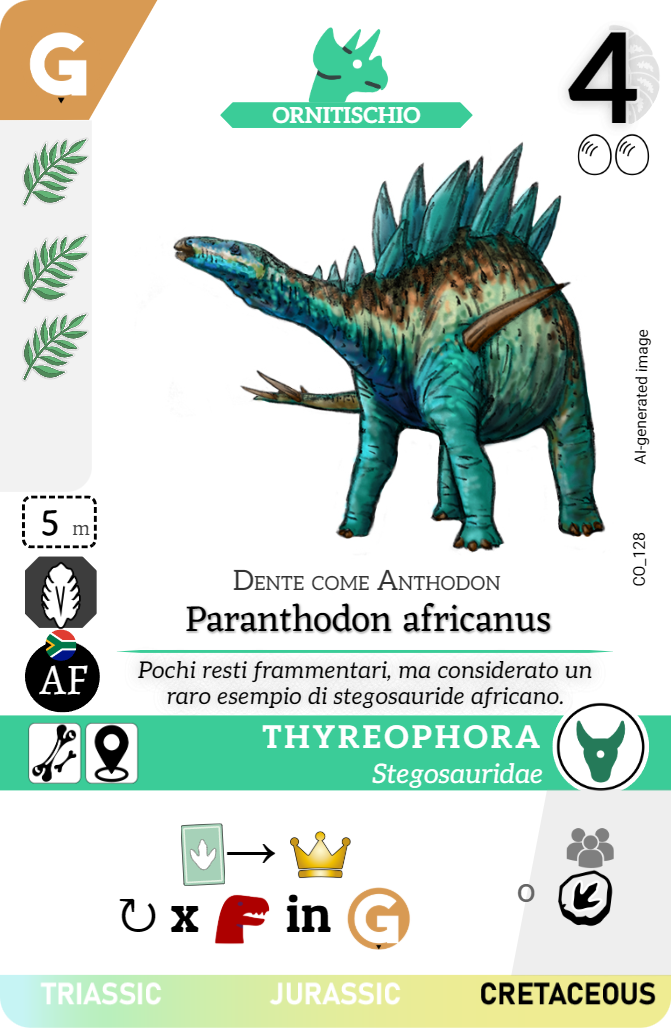 G
4
ORNITISCHIO
AI-generated image
CO_128
5 m
AF
DENTE COME ANTHODON
Paranthodon africanus
Pochi resti frammentari, ma considerato un
raro esempio di stegosauride africano.
THYREOPHORA
Stegosauridae
x in G
O
TRIASSIC JURASSIC CRETACEOUS